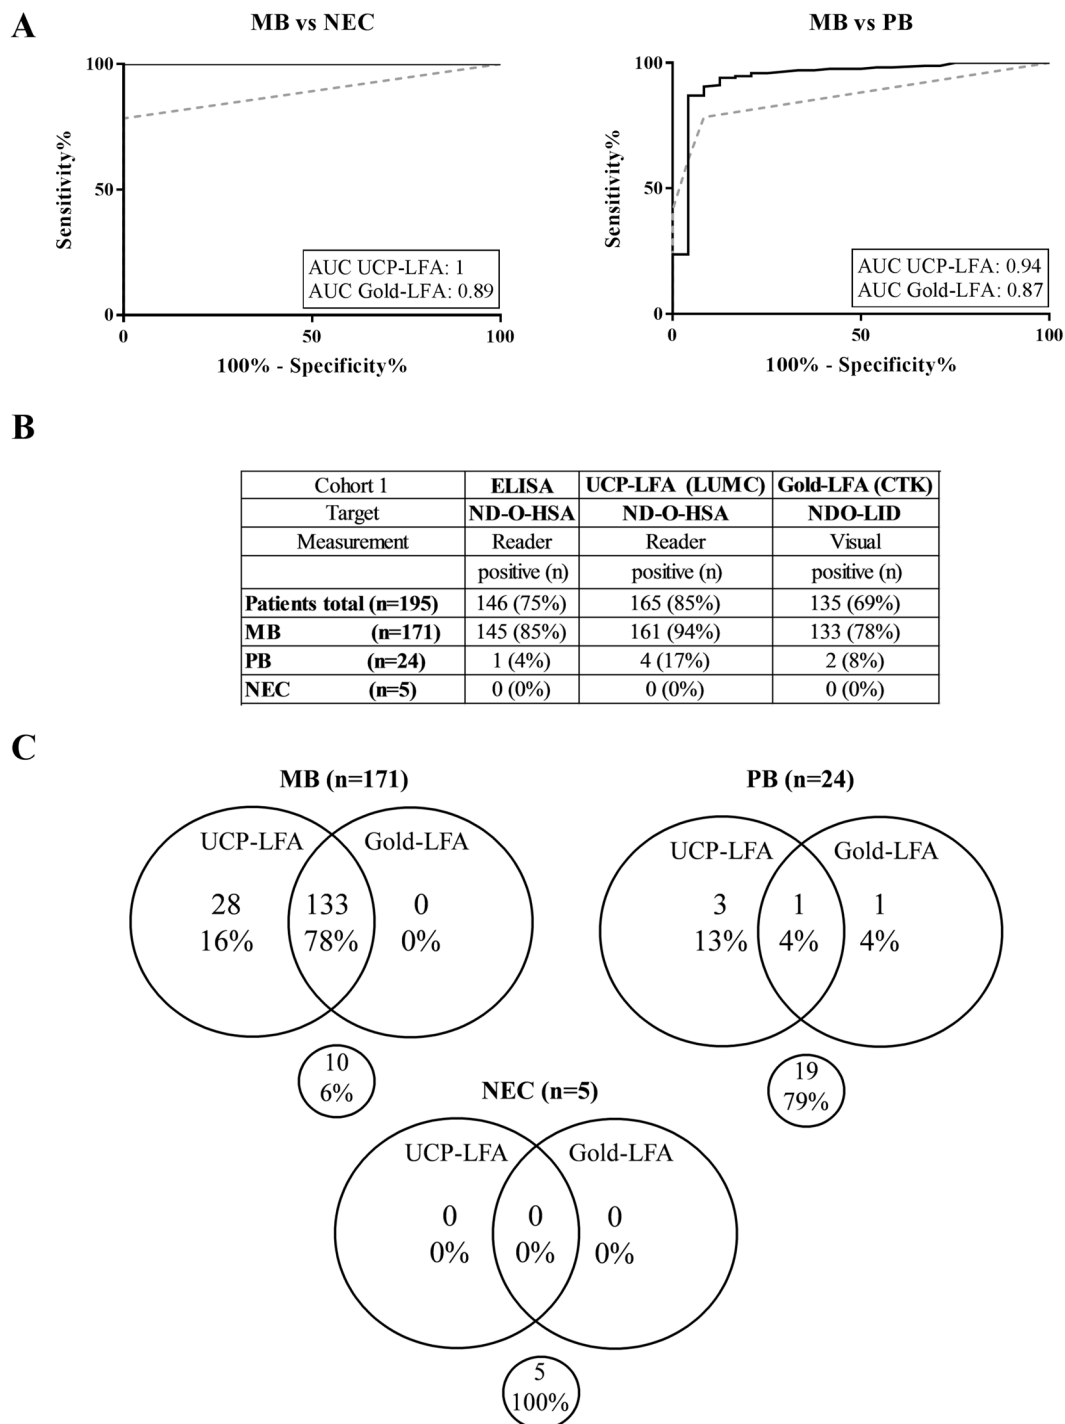 A
MB vs NEC
100
50
0
0
50
100
Sensitivity%
100% - Specificity%
AUC UCP-LFA: 1
AUC Gold-LFA: 0.89
MB vs PB
100
50
0
0
50
100
Sensitivity%
100% - Specificity%
AUC UCP-LFA: 0.94
AUC Gold-LFA: 0.87
B
Cohort 1 ELISA UCP-LFA (LUMC) Gold-LFA (CTK)
Target ND-O-HSA ND-O-HSA NDO-LID
Measurement Reader Reader Visual
positive (n) positive (n) positive (n)
Patients total (n=195) 146 (75%) 165 (85%) 135 (69%)
MB (n=171) 145 (85%) 161 (94%) 133 (78%)
PB (n=24) 1 (4%) 4 (17%) 2 (8%)
NEC (n=5) 0 (0%) 0 (0%) 0 (0%)
C
MB (n=171)
UCP-LFA Gold-LFA
28 133 0
16% 78% 0%
10
6%
PB (n=24)
UCP-LFA Gold-LFA
3 1 1
13% 4% 4%
19
79%
NEC (n=5)
UCP-LFA Gold-LFA
0 0 0
0% 0% 0%
5
100%